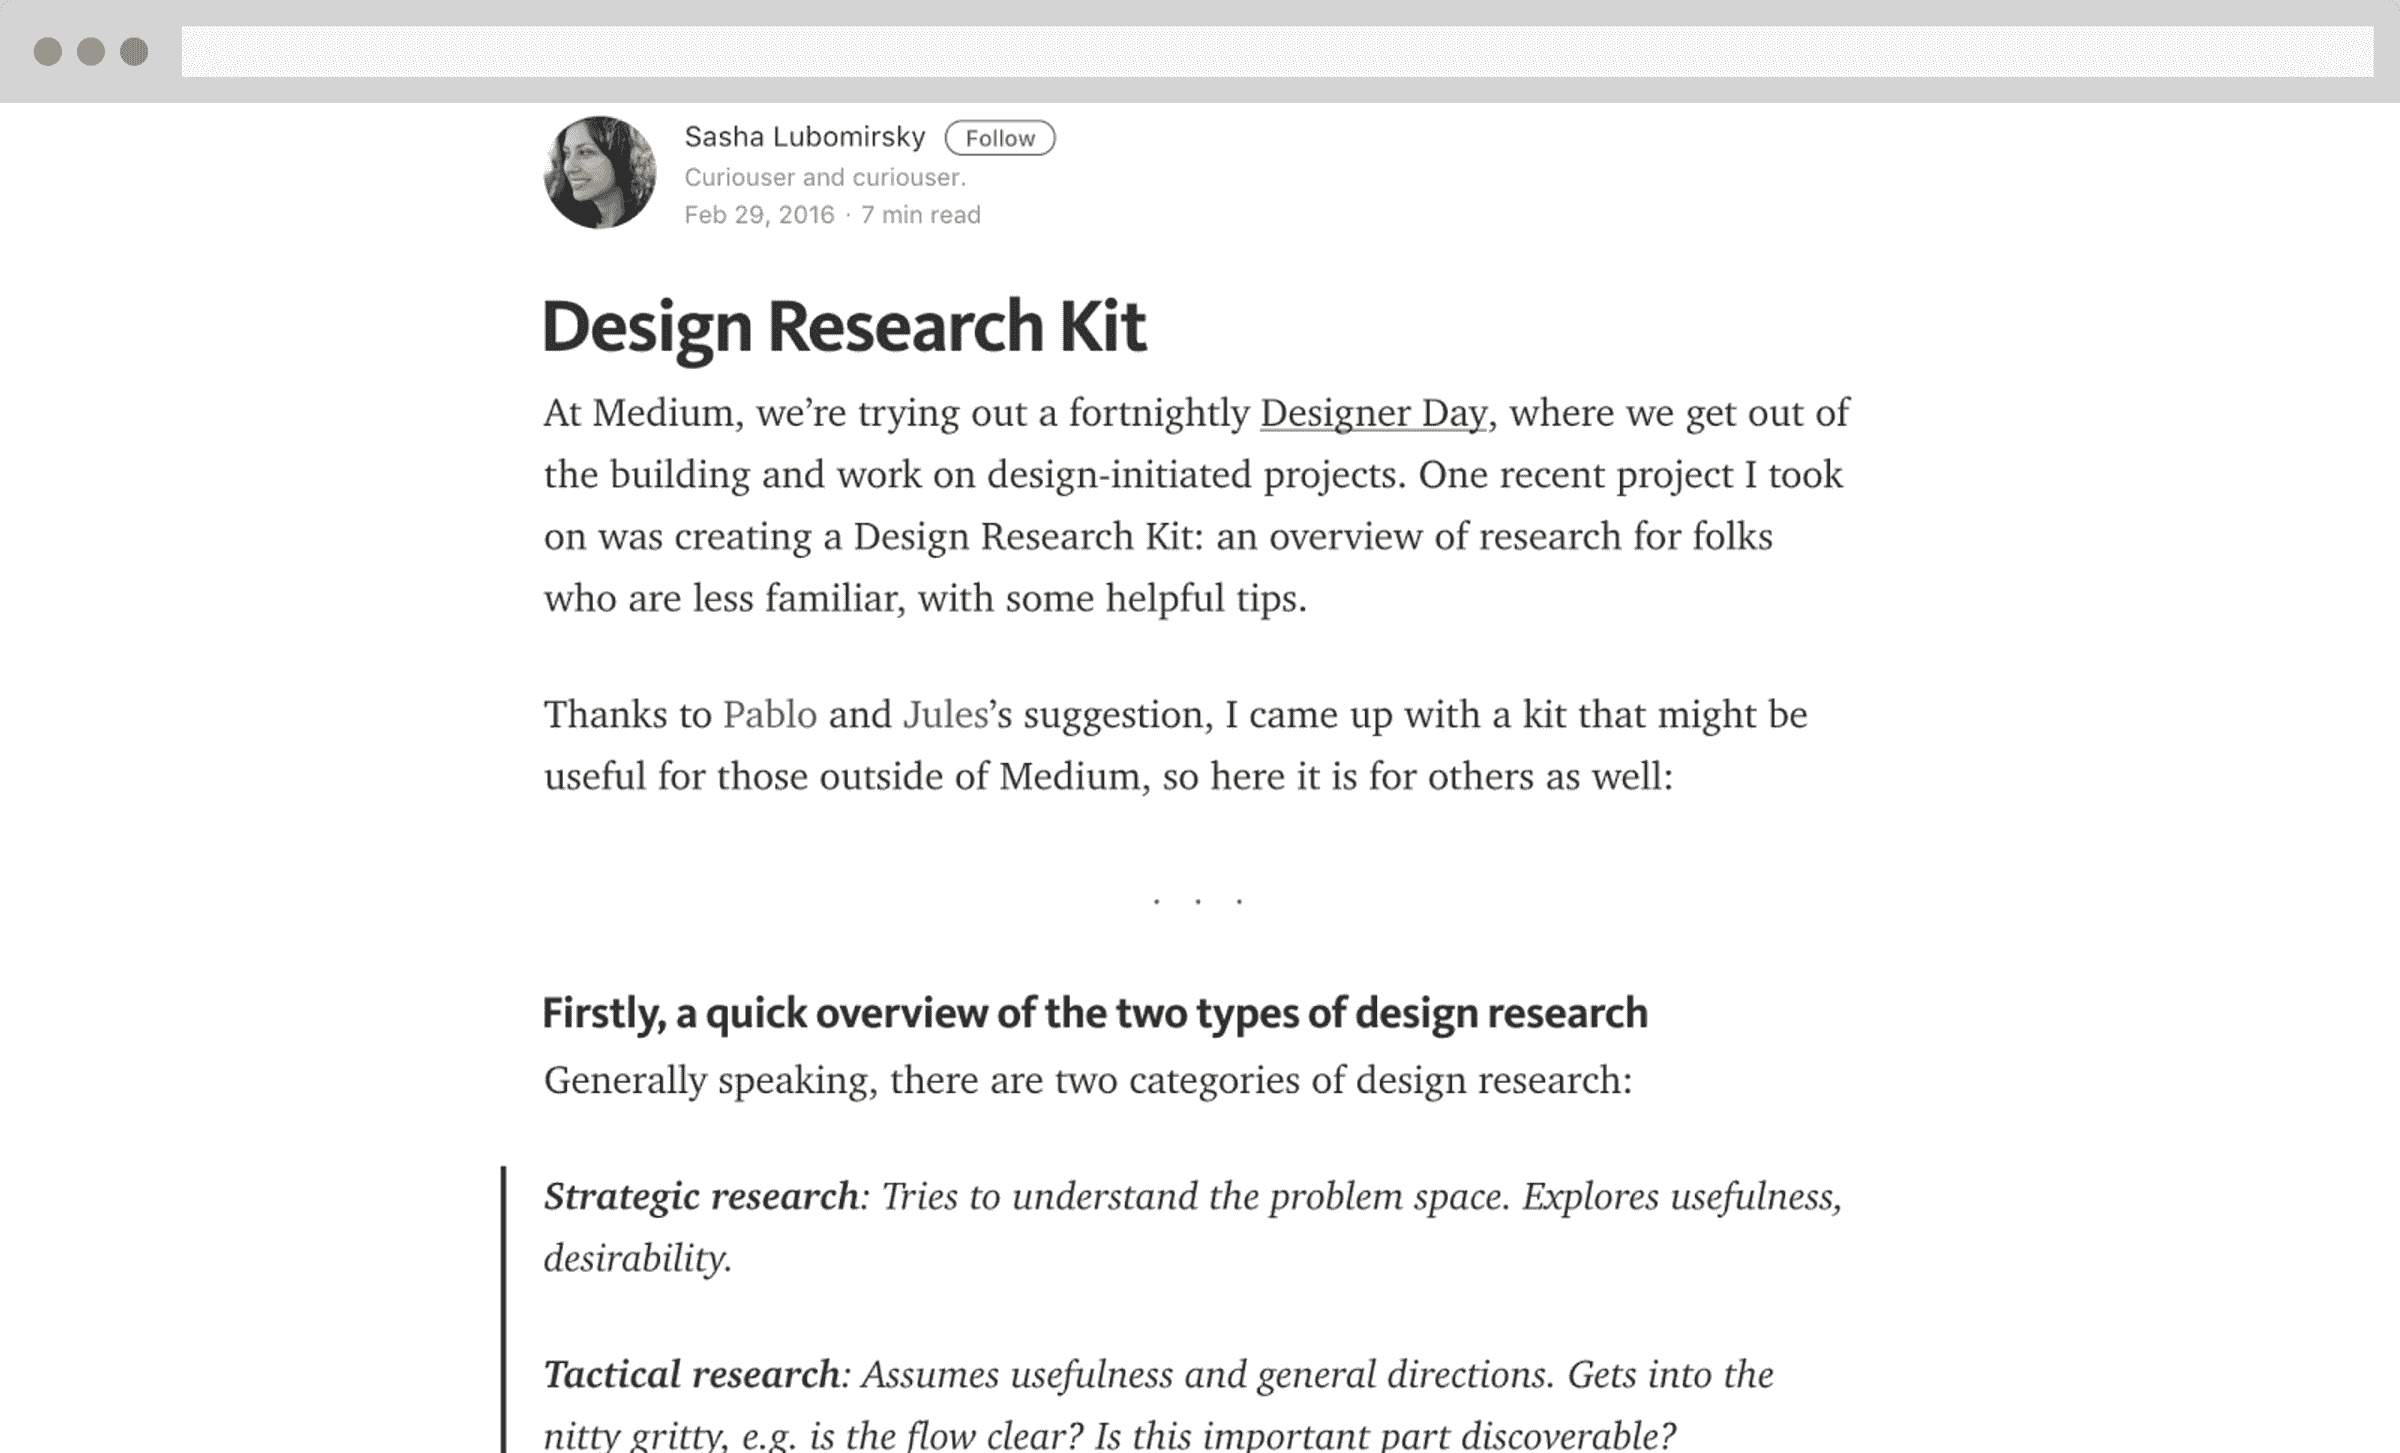 Sasha Lubomirsky Follow
Curiouser and curiouser.
Feb 29, 2016 · 7 min read
Design Research Kit
At Medium, we’re trying out a fortnightly Designer Day, where we get out of
the building and work on design-initiated projects. One recent project I took
on was creating a Design Research Kit: an overview of research for folks
who are less familiar, with some helpful tips.
Thanks to Pablo and Jules’s suggestion, I came up with a kit that might be
useful for those outside of Medium, so here it is for others as well:
. . .
Firstly, a quick overview of the two types of design research
Generally speaking, there are two categories of design research:
Strategic research: Tries to understand the problem space. Explores usefulness,
desirability.
Tactical research: Assumes usefulness and general directions. Gets into the
nitty gritty, e.g. is the flow clear? Is this important part discoverable?